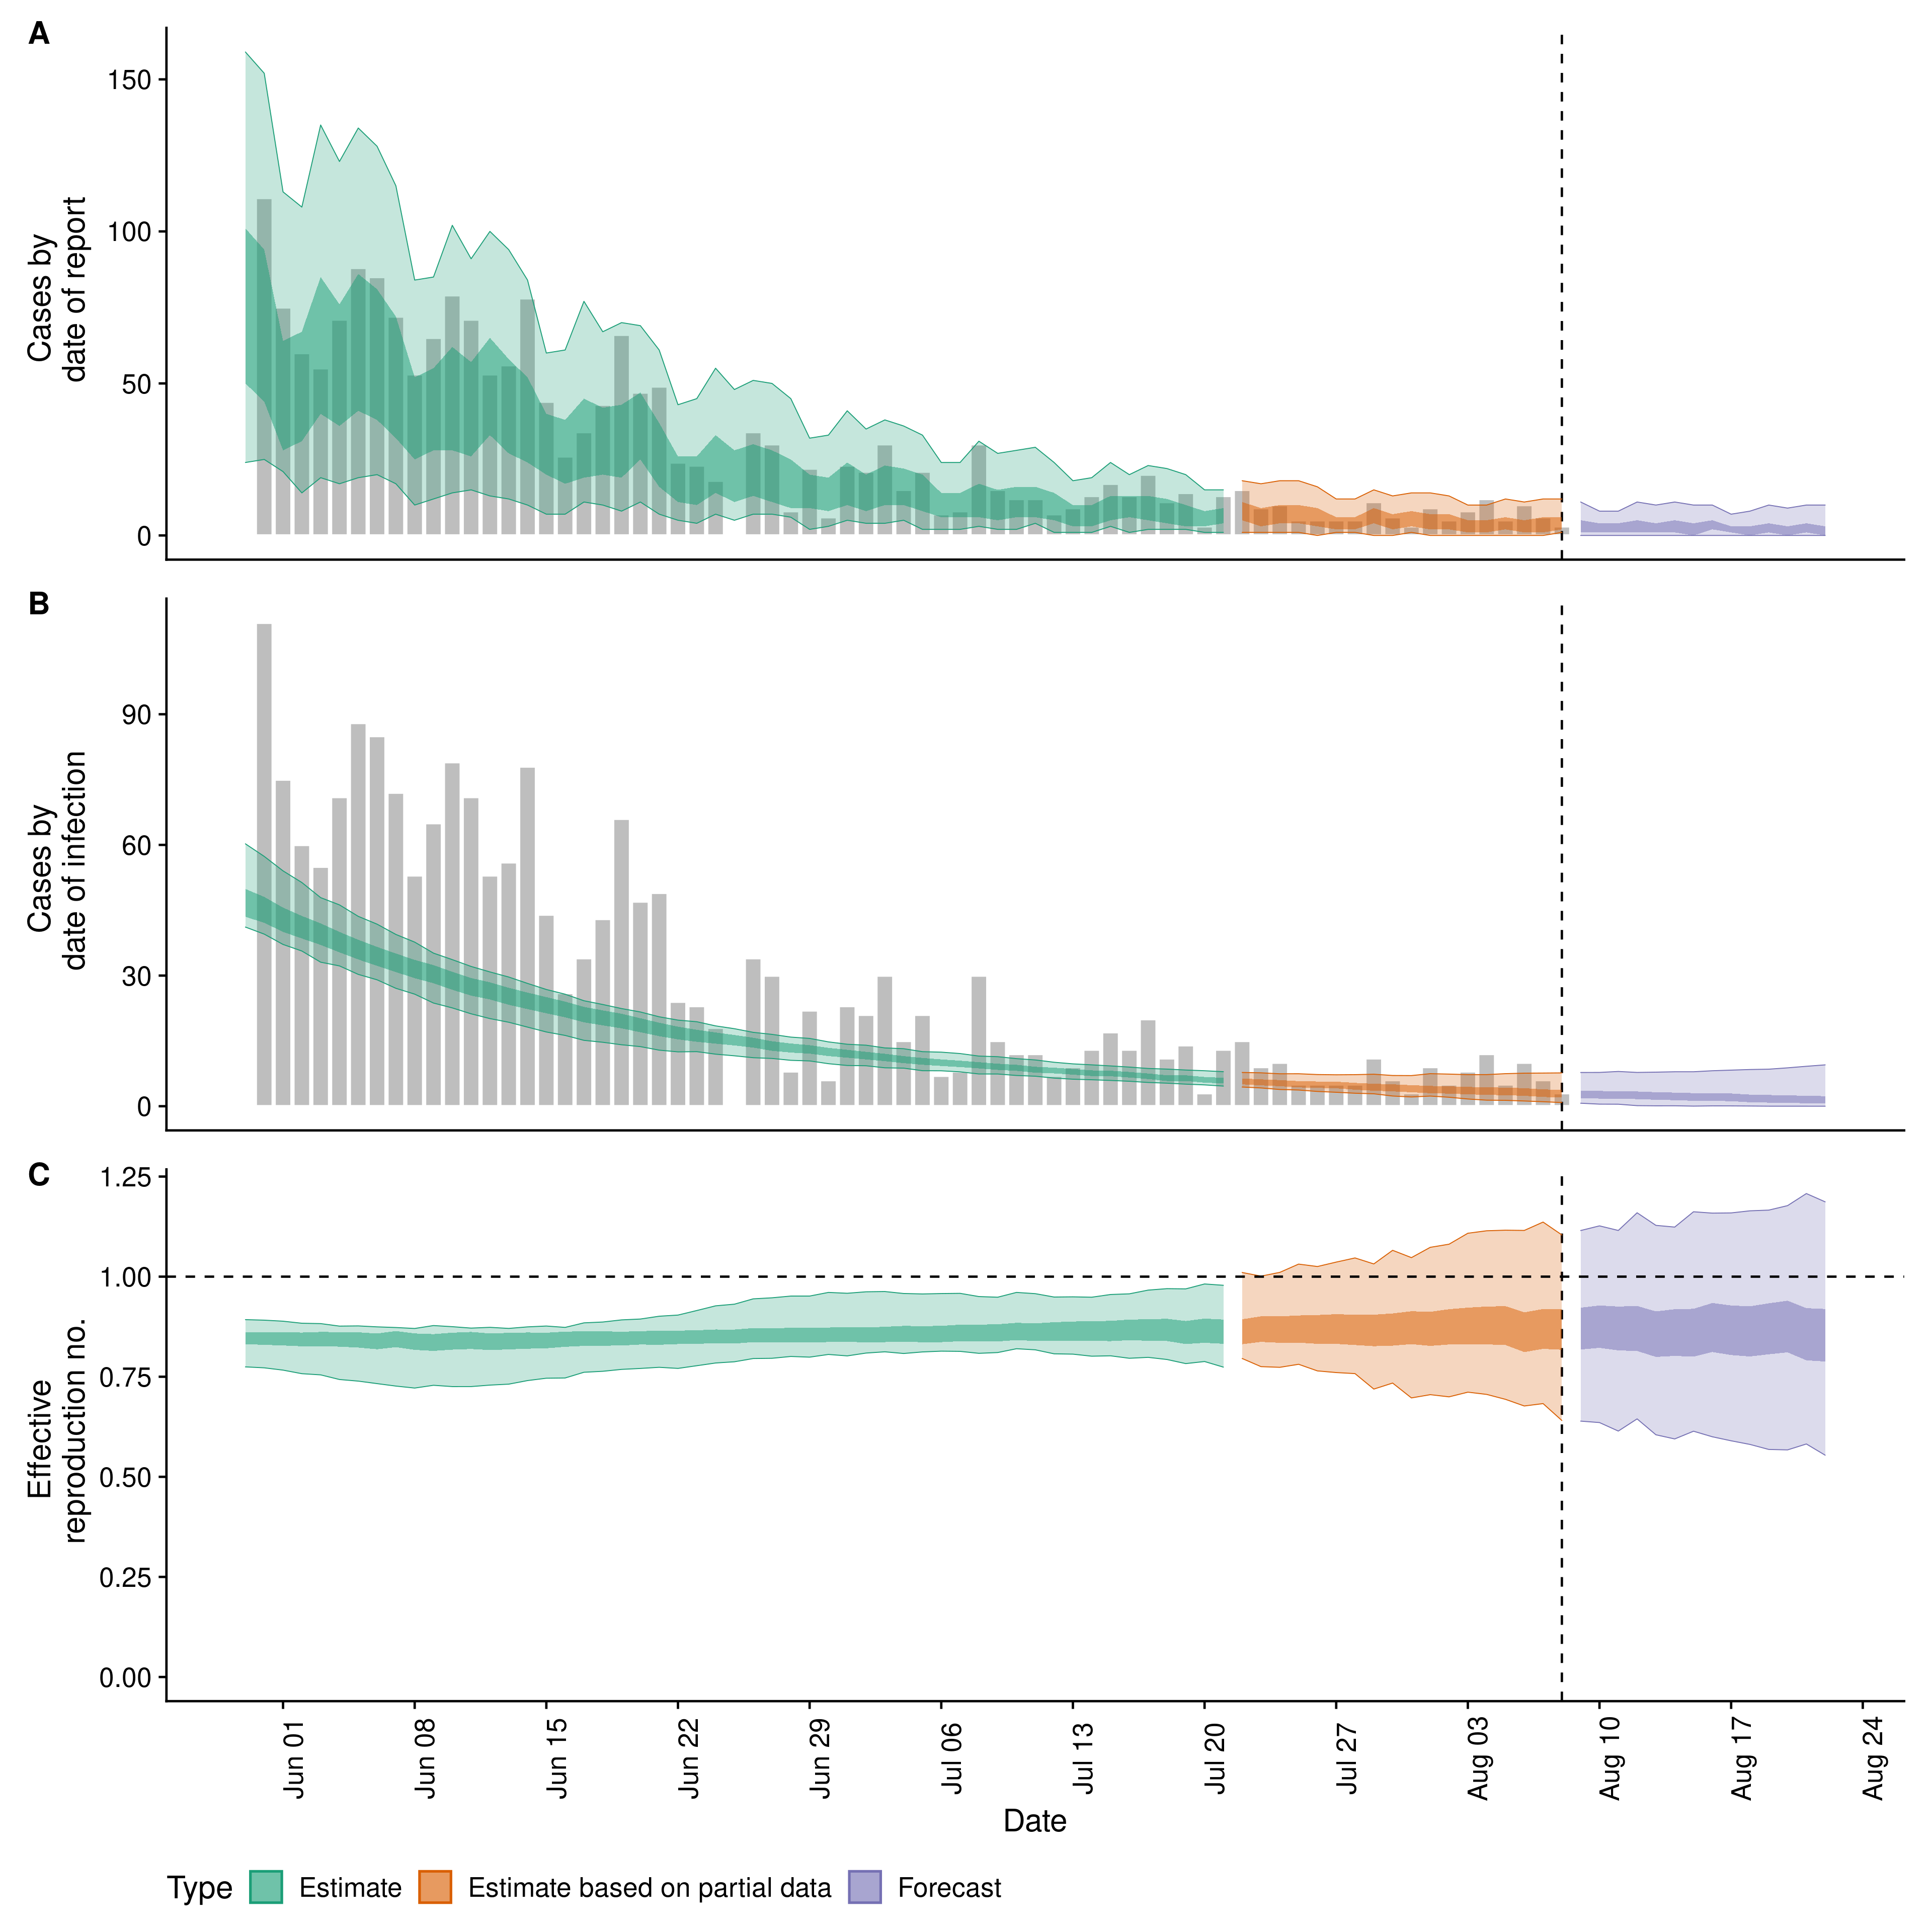 A
Cases by
date of report
150
100
50
0
B
Cases by
date of infection
90
60
30
0
C
Effective
reproduction no.
1.25
1.00
0.75
0.50
0.25
0.00
Jun 01
Jun 08
Jun 15
Jun 22
Jun 29
Jul 06
Jul 13
Jul 20
Jul 27
Aug 03
Aug 10
Aug 17
Aug 24
Date
Type Estimate Estimate based on partial data Forecast